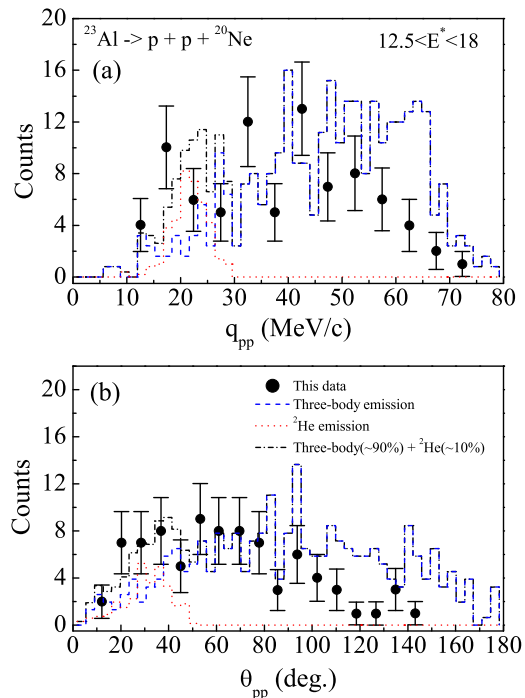 ²³Al -> p + p + ²⁰Ne 12.5<E*<18
(a)
16
12
8
4
0
Counts
0 10 20 30 40 50 60 70 80
q_pp (MeV/c)
(b)
This data
Three-body emission
²He emission
Three-body(~90%) + ²He(~10%)
20
16
12
8
4
0
Counts
0 20 40 60 80 100 120 140 160 180
θ_pp (deg.)